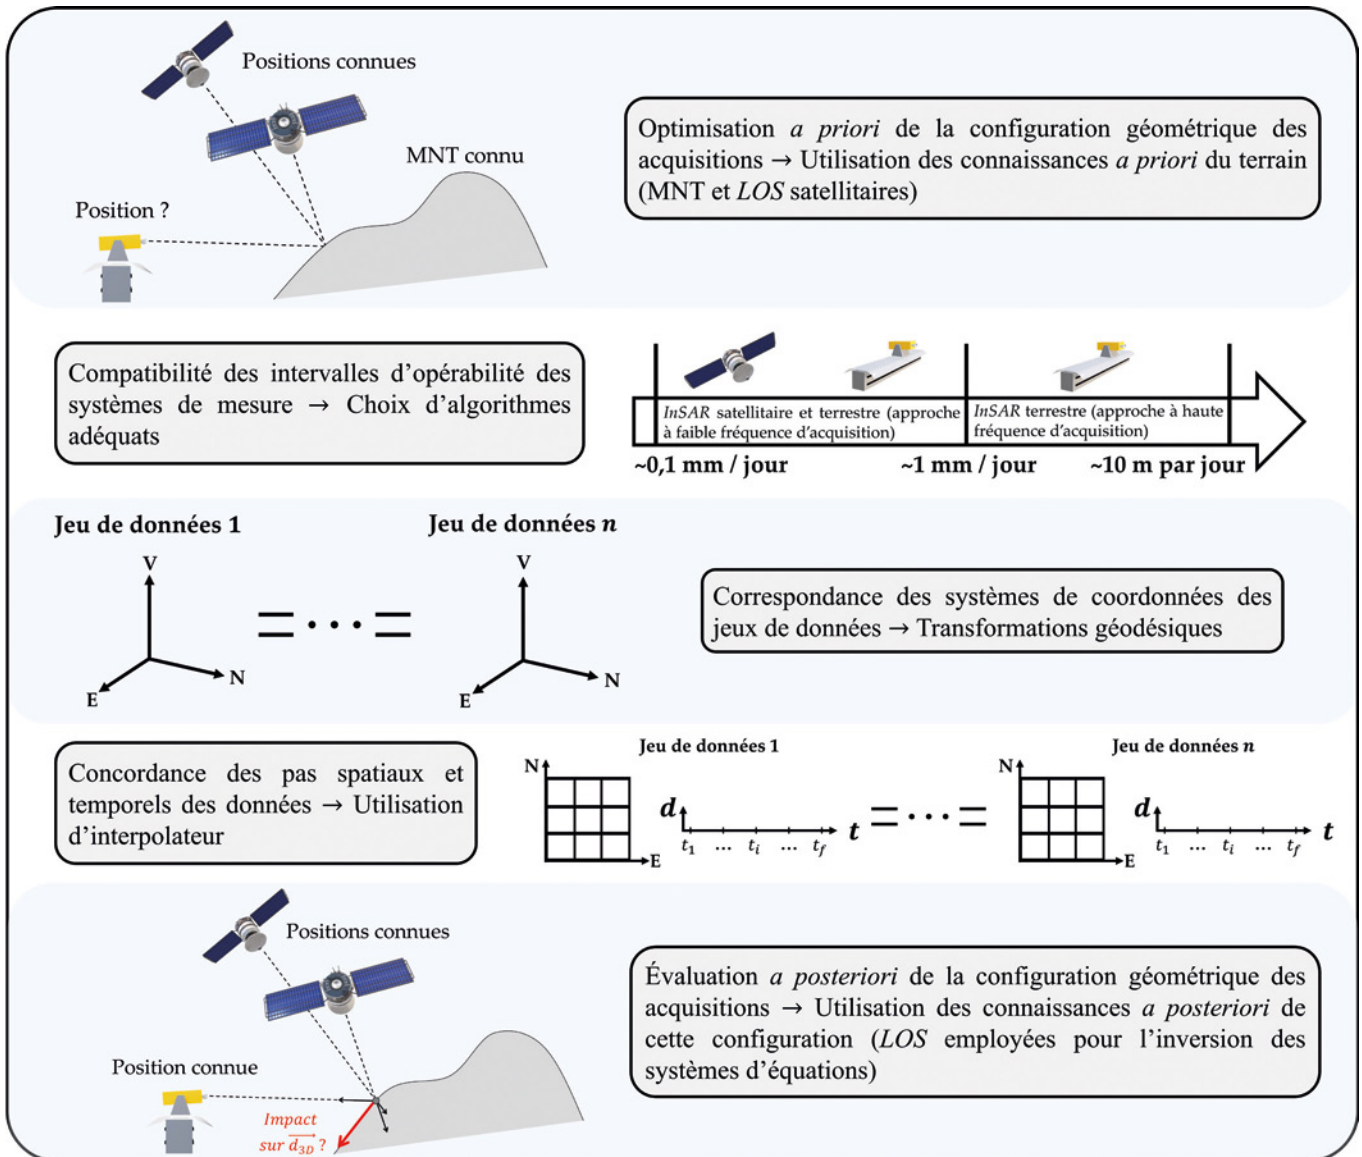 Positions connues
MNT connu
Position ?
Optimisation a priori de la configuration géométrique des
acquisitions → Utilisation des connaissances a priori du terrain
(MNT et LOS satellitaires)
Compatibilité des intervalles d’opérabilité des
systèmes de mesure → Choix d’algorithmes
adéquats
InSAR satellitaire et terrestre (approche
à faible fréquence d’acquisition)
InSAR terrestre (approche à haute
fréquence d’acquisition)
~0,1 mm / jour
~1 mm / jour
~10 m par jour
Jeu de données 1
V
N
E
= ... =
Jeu de données n
V
N
E
Correspondance des systèmes de coordonnées des
jeux de données → Transformations géodésiques
Concordance des pas spatiaux et
temporels des données → Utilisation
d’interpolateur
Jeu de données 1
N
E
d
t
t₁ ... tᵢ ... t_f
= ... =
Jeu de données n
N
E
d
t
t₁ ... tᵢ ... t_f
Positions connues
Position connue
Impact
sur d₃D ?
Évaluation a posteriori de la configuration géométrique des
acquisitions → Utilisation des connaissances a posteriori de
cette configuration (LOS employées pour l’inversion des
systèmes d’équations)